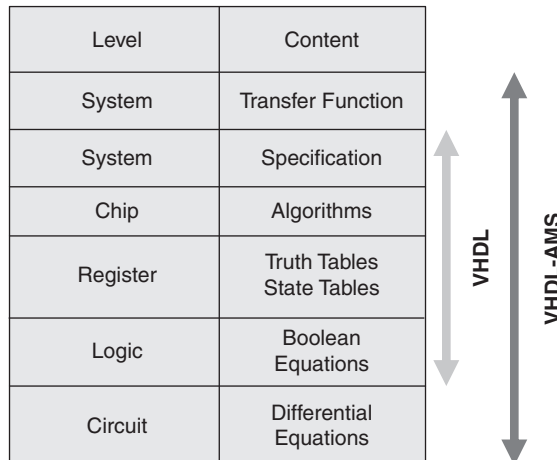 Level Content
System Transfer Function
System Specification
Chip Algorithms
Register Truth Tables
State Tables
Logic Boolean
Equations
Circuit Differential
Equations
VHDL
VHDL-AMS